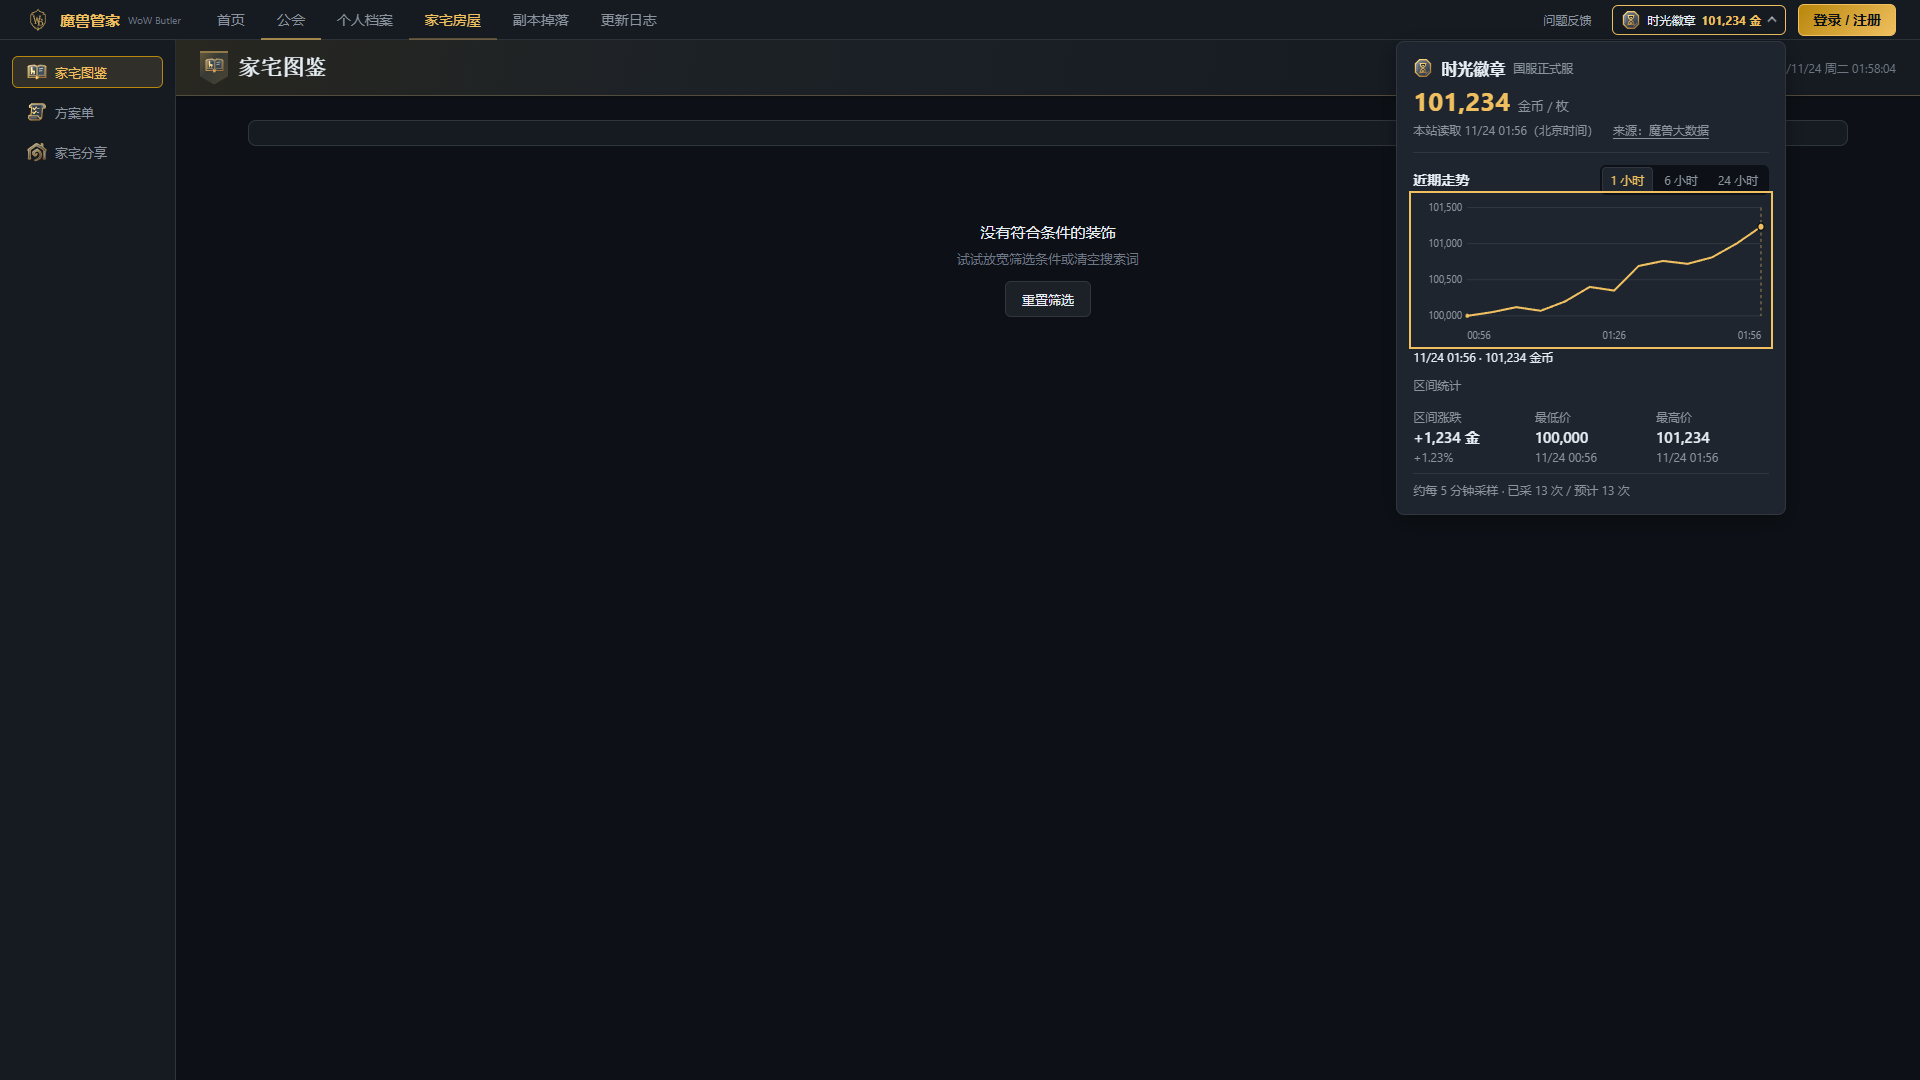 魔兽管家 WoW Butler 首页 公会 个人档案 家宅房屋 副本掉落 更新日志 问题反馈 时光徽章 101,234 金 登录 / 注册
家宅图鉴
方案单
家宅分享
家宅图鉴
/11/24 周二 01:58:04
没有符合条件的装饰
试试放宽筛选条件或清空搜索词
重置筛选
时光徽章 国服正式服
101,234 金币 / 枚
本站读取 11/24 01:56（北京时间） 来源：魔兽大数据
近期走势 1 小时 6 小时 24 小时
101,500
101,000
100,500
100,000
00:56 01:26 01:56
11/24 01:56 · 101,234 金币
区间统计
区间涨跌 最低价 最高价
+1,234 金 100,000 101,234
+1.23% 11/24 00:56 11/24 01:56
约每 5 分钟采样 · 已采 13 次 / 预计 13 次